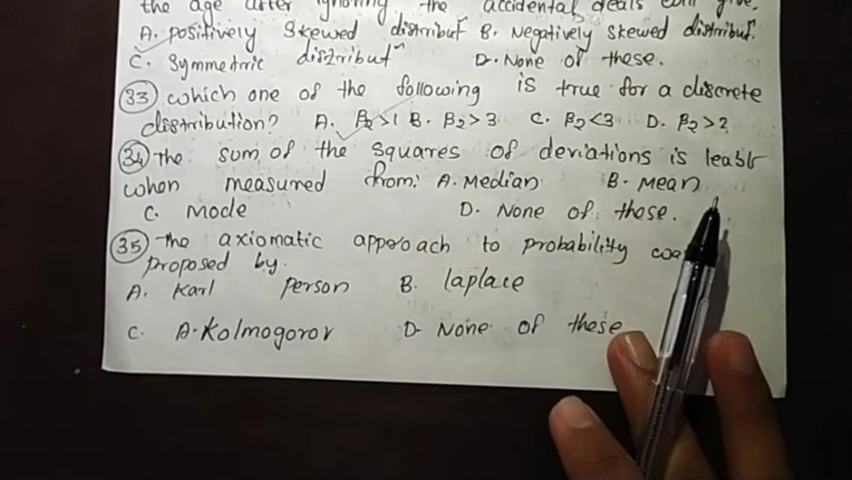 the age after ignoring the accidental deals
A. positively skewed distribut B. Negatively skewed distribut.
C. Symmetric distribut D. None of these.
33 which one of the following is true for a discrete
distribution? A. β2>1 B. β2>3 C. β2<3 D. β2>2
34 The sum of the squares of deviations is
when measured from: A. Median B. Mean
C. Mode D. None of these.
35 The axiomatic approach to probability
proposed by.
A. Karl person B. laplace
C. A. Kolmogorov D. None of these